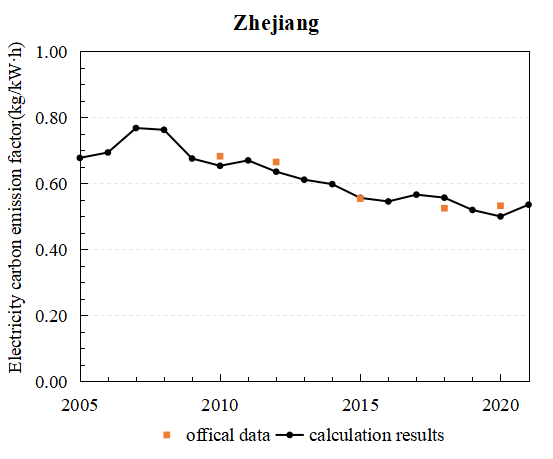 Zhejiang
Electricity carbon emission factor(kg/kW·h)
1.00
0.80
0.60
0.40
0.20
0.00
2005 2010 2015 2020
offical data calculation results